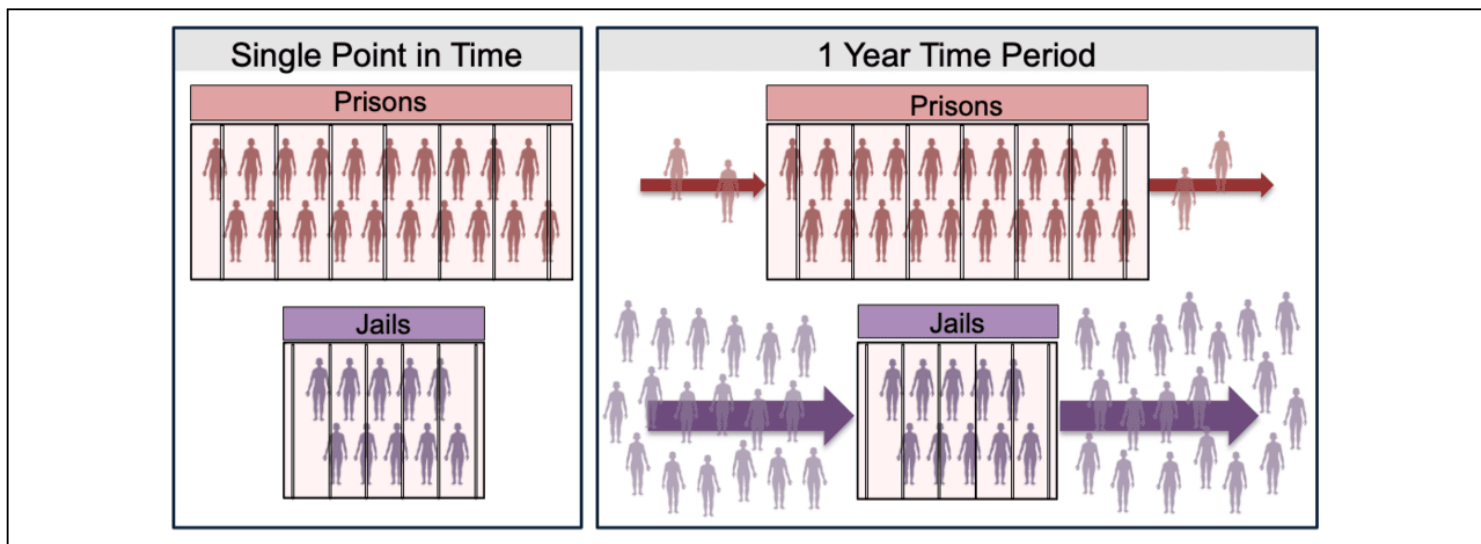 Single Point in Time
Prisons
Jails
1 Year Time Period
Prisons
Jails